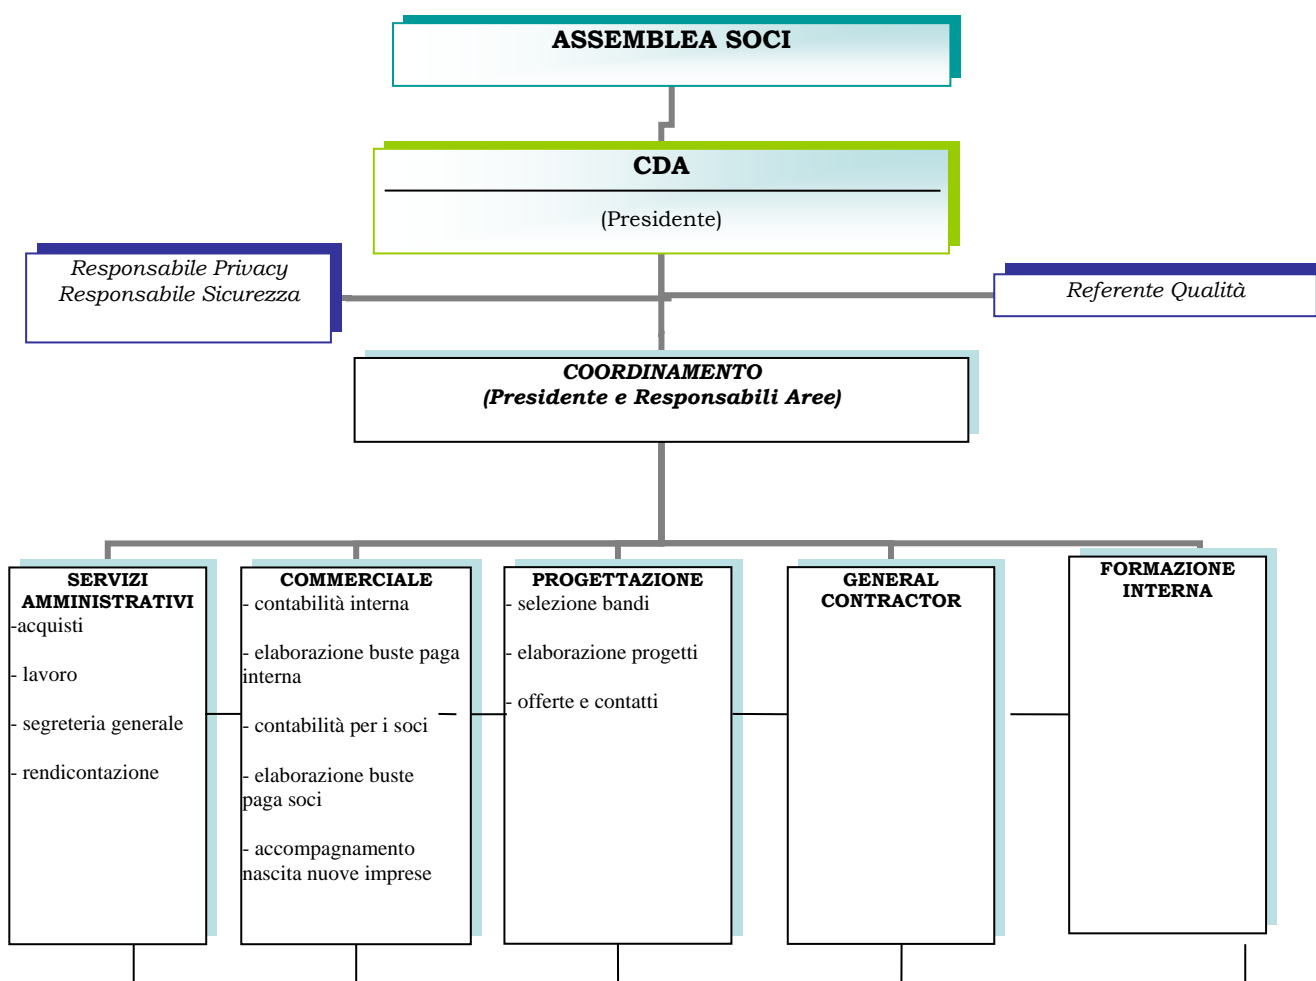 ASSEMBLEA SOCI
CDA
(Presidente)
Responsabile Privacy
Responsabile Sicurezza
Referente Qualità
COORDINAMENTO
(Presidente e Responsabili Aree)
SERVIZI
AMMINISTRATIVI
-acquisti
- lavoro
- segreteria generale
- rendicontazione
COMMERCIALE
- contabilità interna
- elaborazione buste paga
interna
- contabilità per i soci
- elaborazione buste
paga soci
- accompagnamento
nascita nuove imprese
PROGETTAZIONE
- selezione bandi
- elaborazione progetti
- offerte e contatti
GENERAL
CONTRACTOR
FORMAZIONE
INTERNA